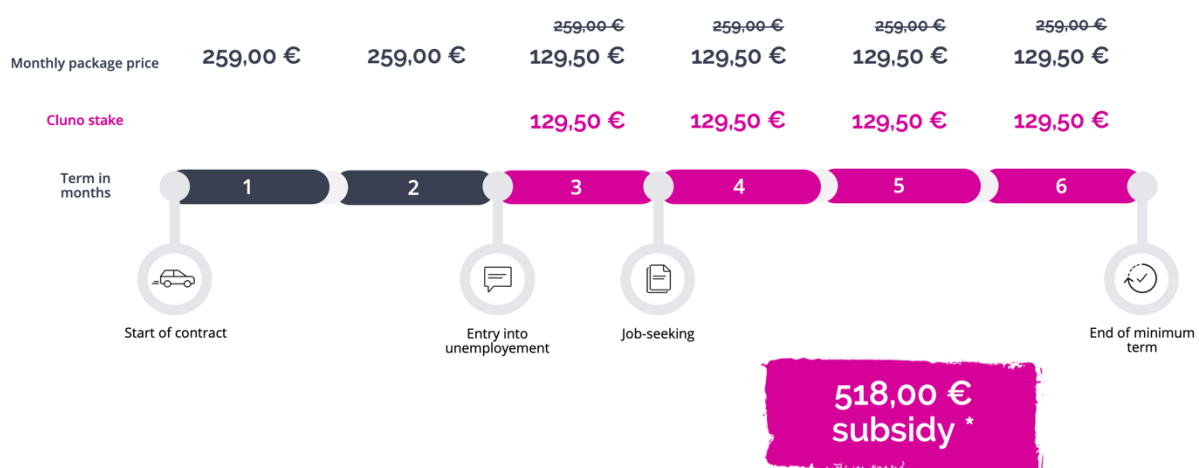 259,00 € 259,00 € 259,00 € 259,00 €
Monthly package price 259,00 € 259,00 € 129,50 € 129,50 € 129,50 € 129,50 €
Cluno stake 129,50 € 129,50 € 129,50 € 129,50 €
Term in
months
1 2 3 4 5 6
Start of contract
Entry into
unemployement
Job-seeking
End of minimum
term
518,00 €
subsidy *